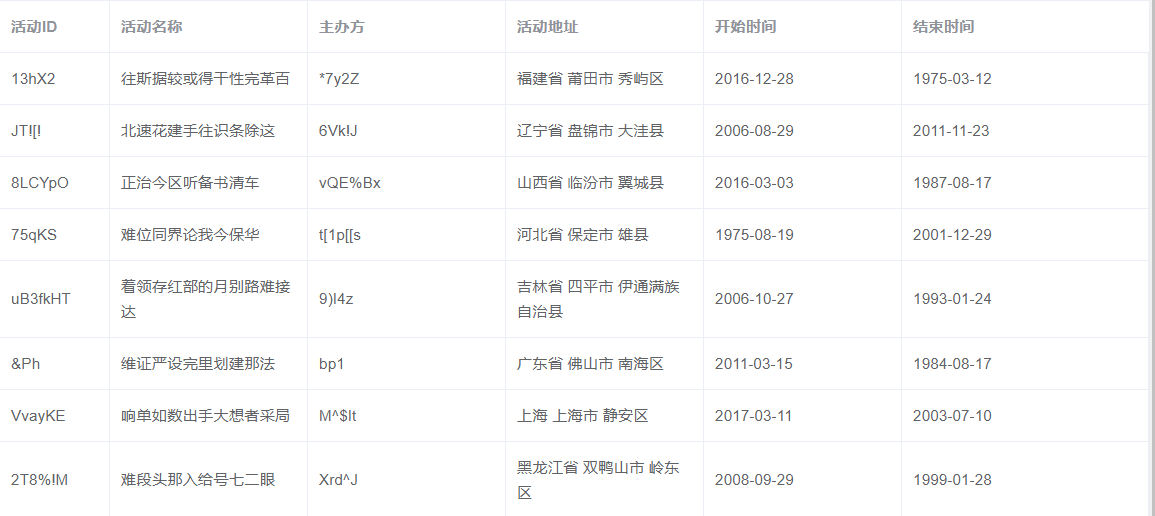 活动ID 活动名称 主办方 活动地址 开始时间 结束时间
13hX2 往斯据较或得干性完革百 *7y2Z 福建省 莆田市 秀屿区 2016-12-28 1975-03-12
JT![! 北速花建手往识条除这 6Vk!J 辽宁省 盘锦市 大洼县 2006-08-29 2011-11-23
8LCYpO 正治今区听备书清车 vQE%Bx 山西省 临汾市 翼城县 2016-03-03 1987-08-17
75qKS 难位同界论我今保华 t[1p[[s 河北省 保定市 雄县 1975-08-19 2001-12-29
uB3fkHT 着领存红部的月别路难接 9)l4z 吉林省 四平市 伊通满族 2006-10-27 1993-01-24
达 自治县
&Ph 维证严设完里划建那法 bp1 广东省 佛山市 南海区 2011-03-15 1984-08-17
VvayKE 响单如数出手大想者采局 M^$It 上海 上海市 静安区 2017-03-11 2003-07-10
2T8%!M 难段头那入给号七二眼 Xrd^J 黑龙江省 双鸭山市 岭东 2008-09-29 1999-01-28
区